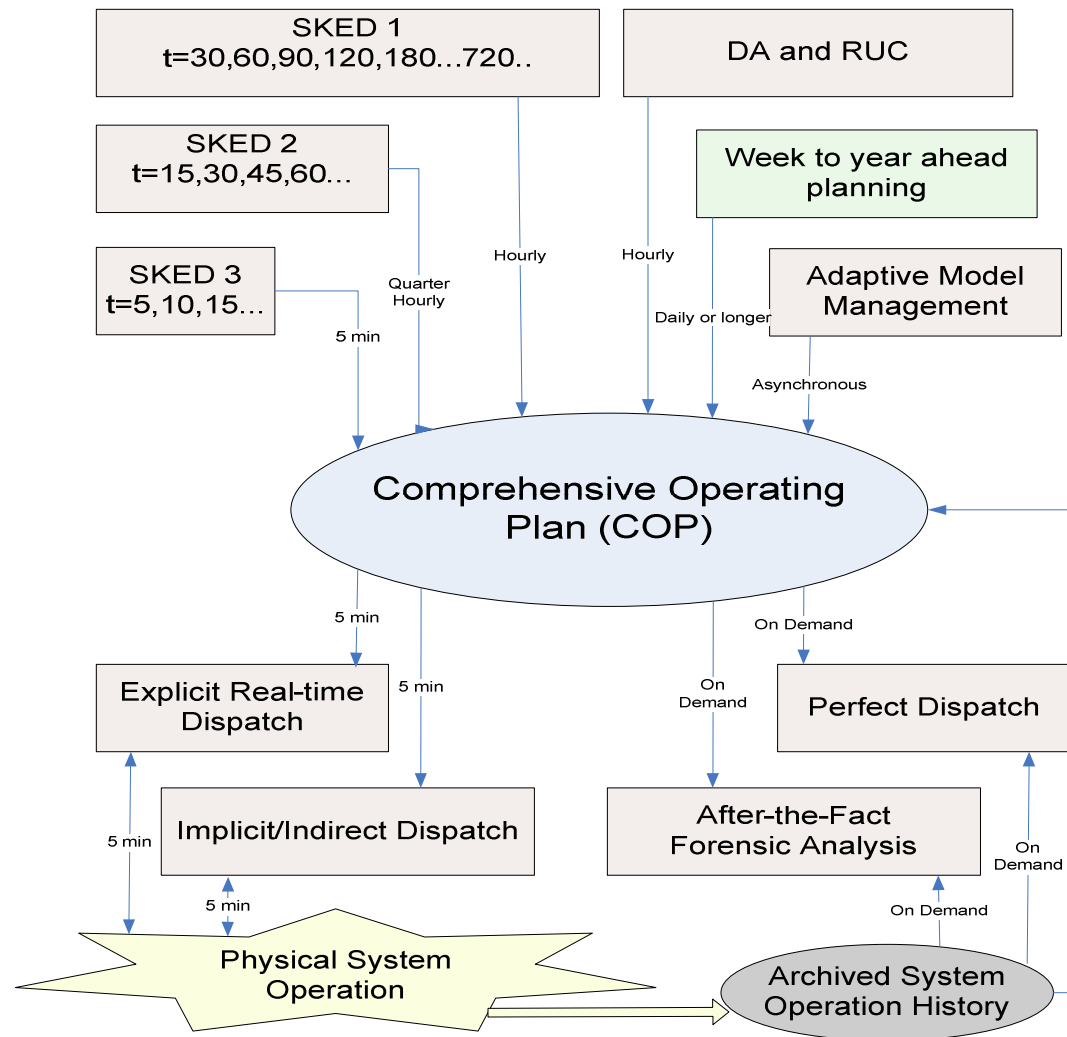 SKED 1
t=30,60,90,120,180...720..
DA and RUC
SKED 2
t=15,30,45,60...
Week to year ahead
planning
SKED 3
t=5,10,15...
Adaptive Model
Management
Hourly
Hourly
Quarter
Hourly
Daily or longer
5 min
Asynchronous
Comprehensive Operating
Plan (COP)
5 min
On Demand
5 min
On
Demand
Explicit Real-time
Dispatch
Perfect Dispatch
Implicit/Indirect Dispatch
After-the-Fact
Forensic Analysis
5 min
On
Demand
5 min
On Demand
Physical System
Operation
Archived System
Operation History